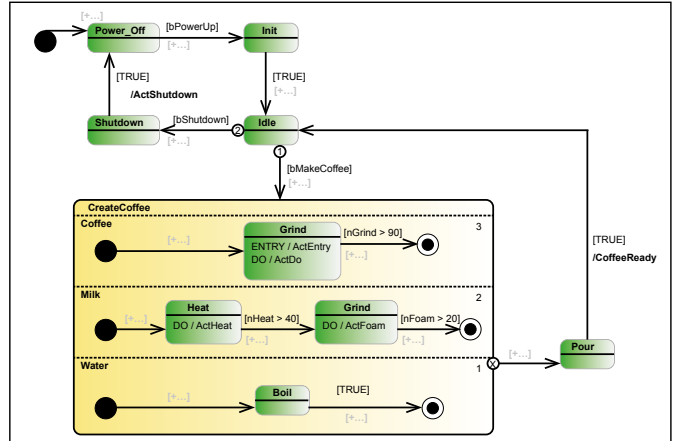 [+...]
Power_Off
[bPowerUp]
[+...]
Init
[TRUE]
/ActShutdown
[TRUE]
[+...]
Shutdown
[bShutdown]
[+...]
2
Idle
1
[bMakeCoffee]
[+...]
CreateCoffee
Coffee
3
[+...]
Grind
ENTRY / ActEntry
DO / ActDo
[nGrind > 90]
[+...]
[TRUE]
/CoffeeReady
Milk
2
[+...]
Heat
DO / ActHeat
[nHeat > 40]
[+...]
Grind
DO / ActFoam
[nFoam > 20]
[+...]
Water
1
X
[+...]
Pour
[+...]
Boil
[TRUE]
[+...]